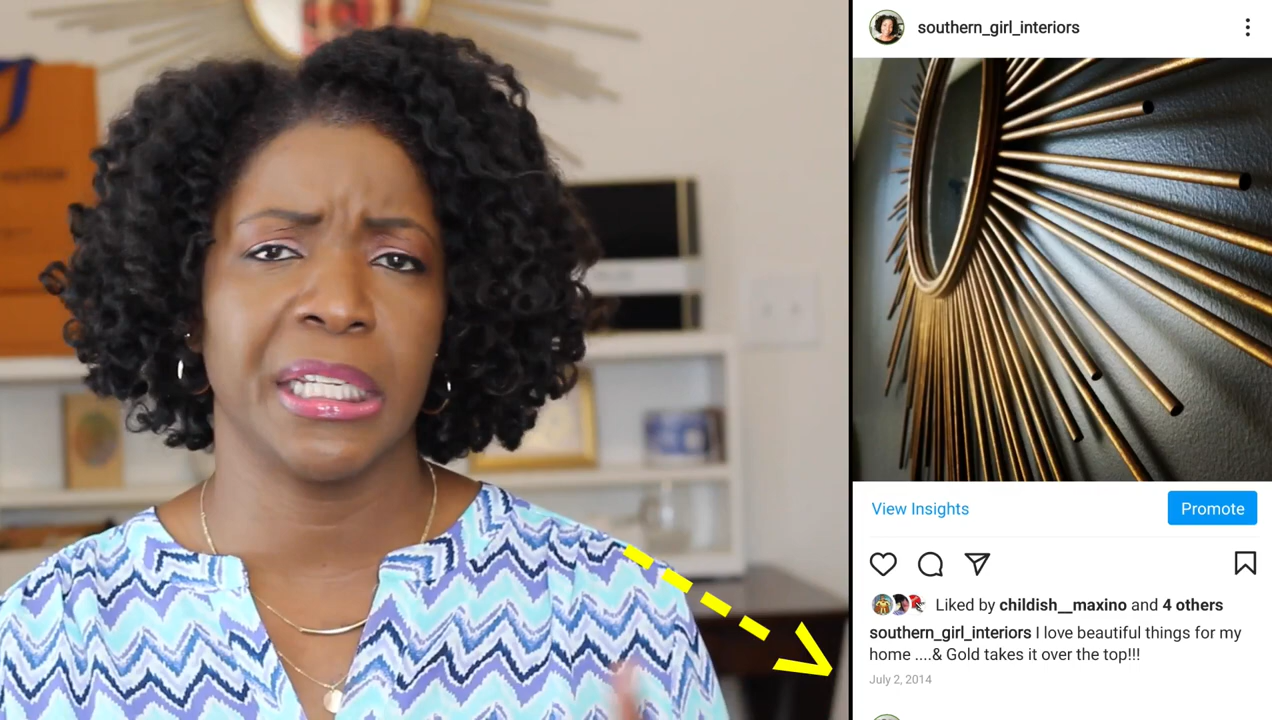 southern_girl_interiors
View Insights
Promote
Liked by childish__maxino and 4 others
southern_girl_interiors I love beautiful things for my
home ....& Gold takes it over the top!!!
July 2, 2014